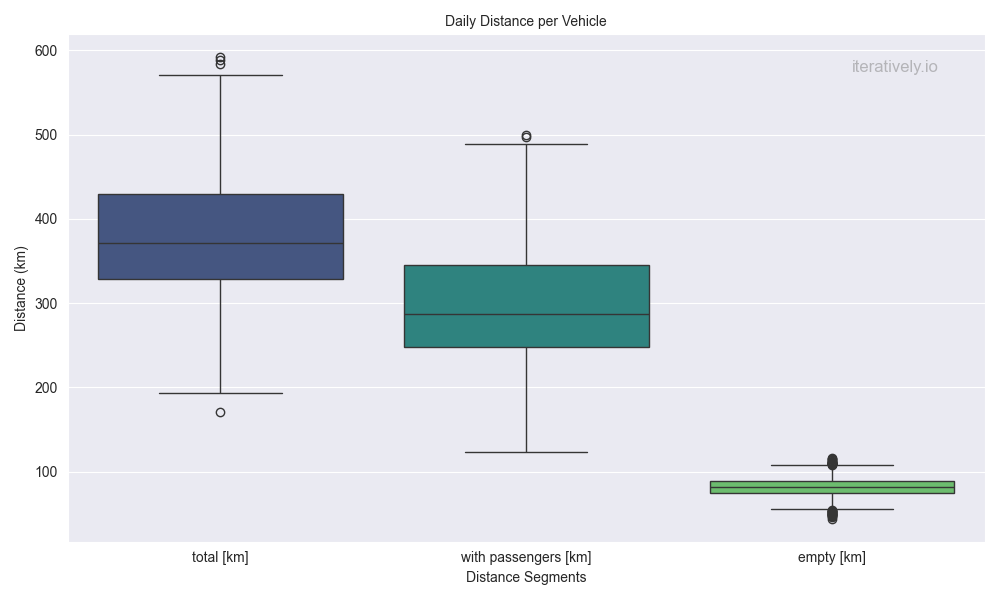 Daily Distance per Vehicle
iteratively.io
600
500
400
300
200
100
Distance (km)
total [km]
with passengers [km]
empty [km]
Distance Segments